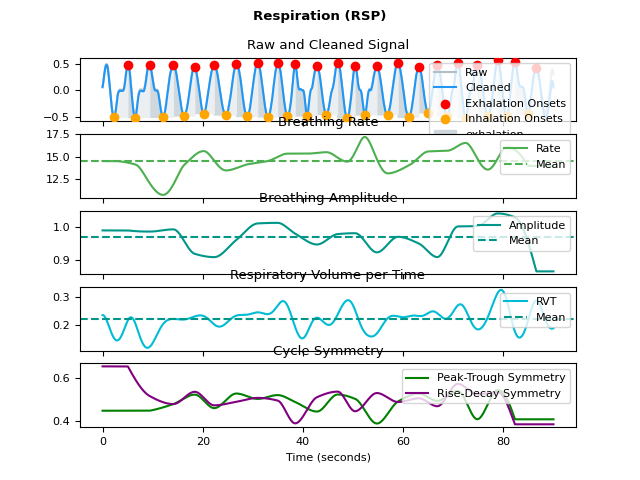 Respiration (RSP)
Raw and Cleaned Signal
0.5
0.0
−0.5
Raw
Cleaned
Exhalation Onsets
Inhalation Onsets
exhalation
Breathing Rate
17.5
15.0
12.5
Rate
Mean
Breathing Amplitude
1.0
0.9
Amplitude
Mean
Respiratory Volume per Time
0.3
0.2
RVT
Mean
Cycle Symmetry
0.6
0.4
Peak-Trough Symmetry
Rise-Decay Symmetry
0 20 40 60 80
Time (seconds)